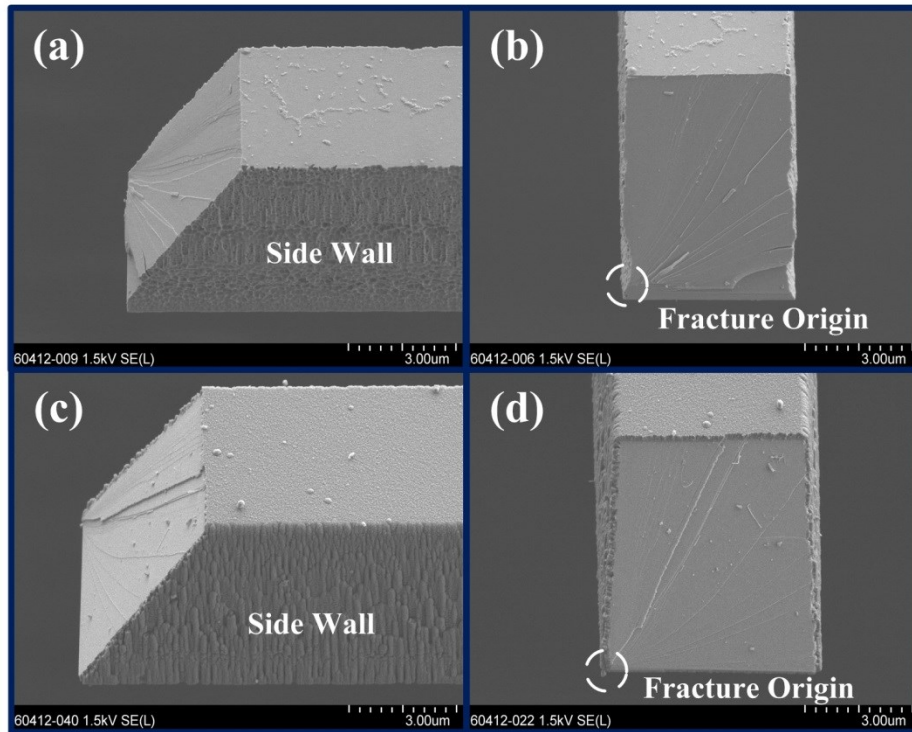 (a)
Side Wall
60412-009 1.5kV SE(L)
3.00um
(b)
Fracture Origin
60412-006 1.5kV SE(L)
3.00um
(c)
Side Wall
60412-040 1.5kV SE(L)
3.00um
(d)
Fracture Origin
60412-022 1.5kV SE(L)
3.00um